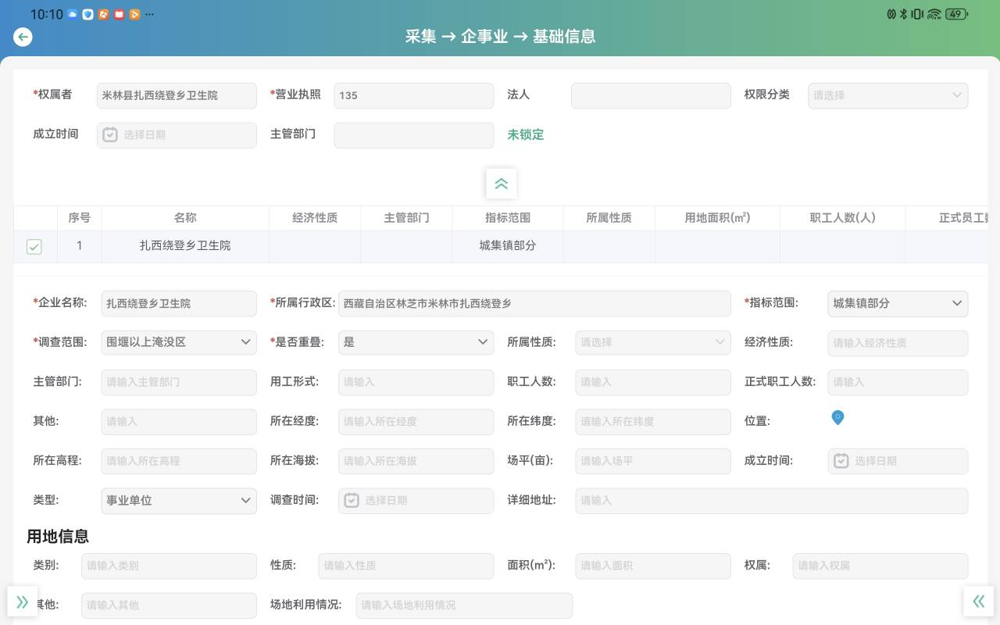 10:10 ··· 49
采集 → 企事业 → 基础信息
*权属者 米林县扎西绕登乡卫生院 *营业执照 135 法人 权限分类 请选择
成立时间 选择日期 主管部门 未锁定
序号 名称 经济性质 主管部门 指标范围 所属性质 用地面积(㎡) 职工人数(人) 正式员工
1 扎西绕登乡卫生院 城集镇部分
*企业名称: 扎西绕登乡卫生院 *所属行政区: 西藏自治区林芝市米林市扎西绕登乡 *指标范围: 城集镇部分
*调查范围: 围堰以上淹没区 *是否重叠: 是 所属性质: 请选择 经济性质: 请输入经济性质
主管部门: 请输入主管部门 用工形式: 请输入 职工人数: 请输入 正式职工人数: 请输入
其他: 请输入 所在经度: 请输入所在经度 所在纬度: 请输入所在纬度 位置:
所在高程: 请输入所在高程 所在海拔: 请输入所在海拔 场平(亩): 请输入场平 成立时间: 选择日期
类型: 事业单位 调查时间: 选择日期 详细地址: 请输入
用地信息
类别: 请输入类别 性质: 请输入性质 面积(㎡): 请输入面积 权属: 请输入权属
其他: 请输入其他 场地利用情况: 请输入场地利用情况